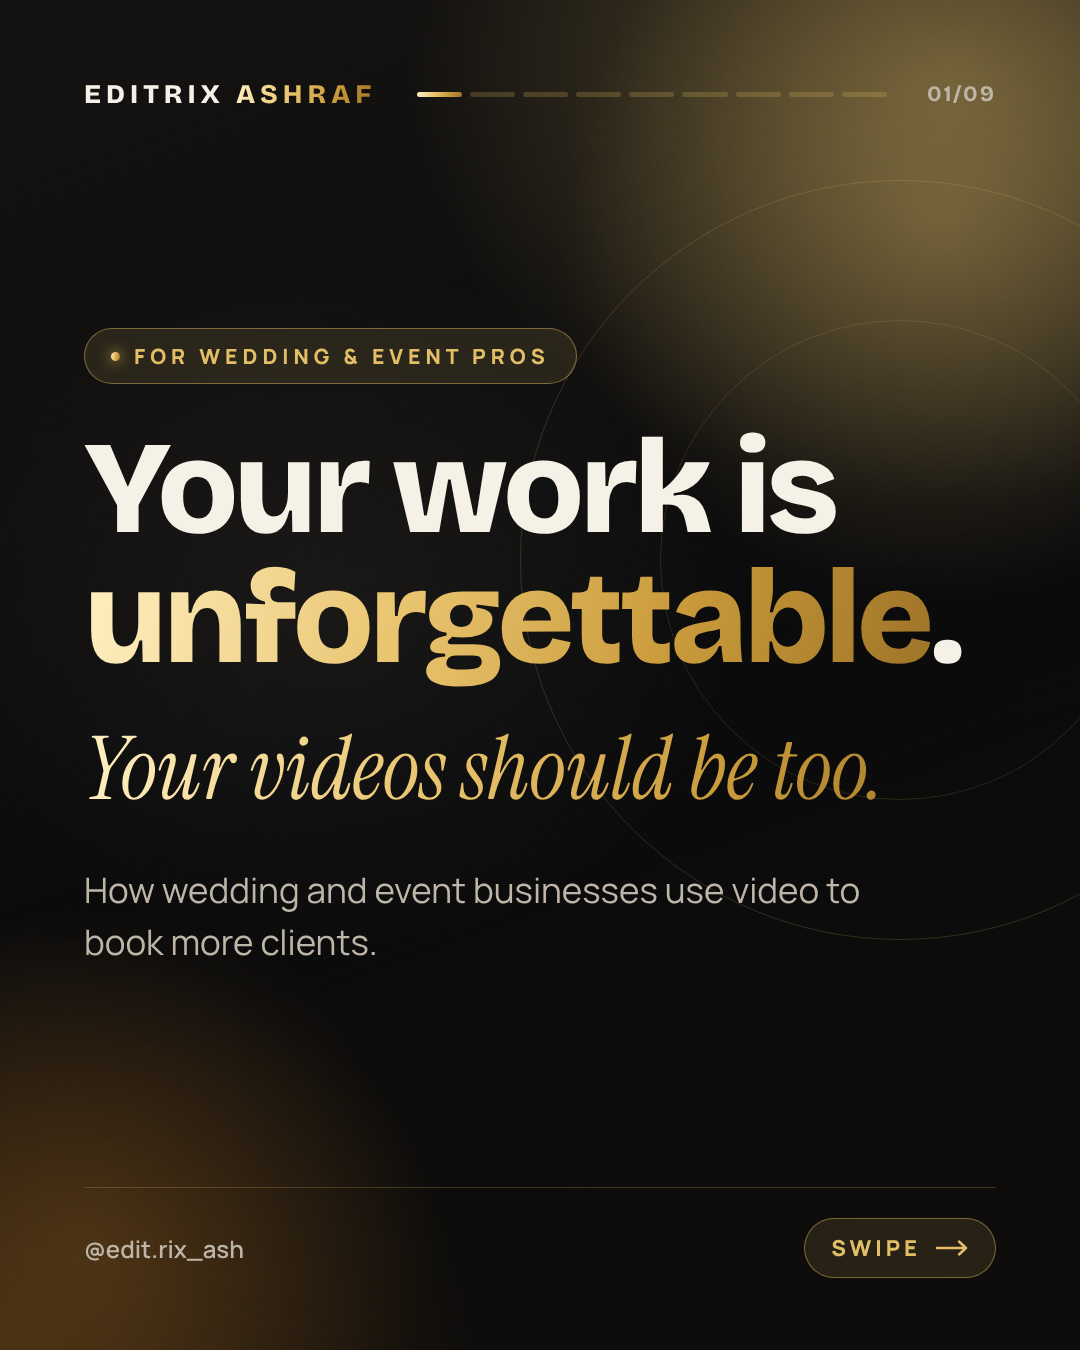 EDITRIX ASHRAF
01/09
FOR WEDDING & EVENT PROS
Your work is
unforgettable.
Your videos should be too.
How wedding and event businesses use video to
book more clients.
@edit.rix_ash
SWIPE →